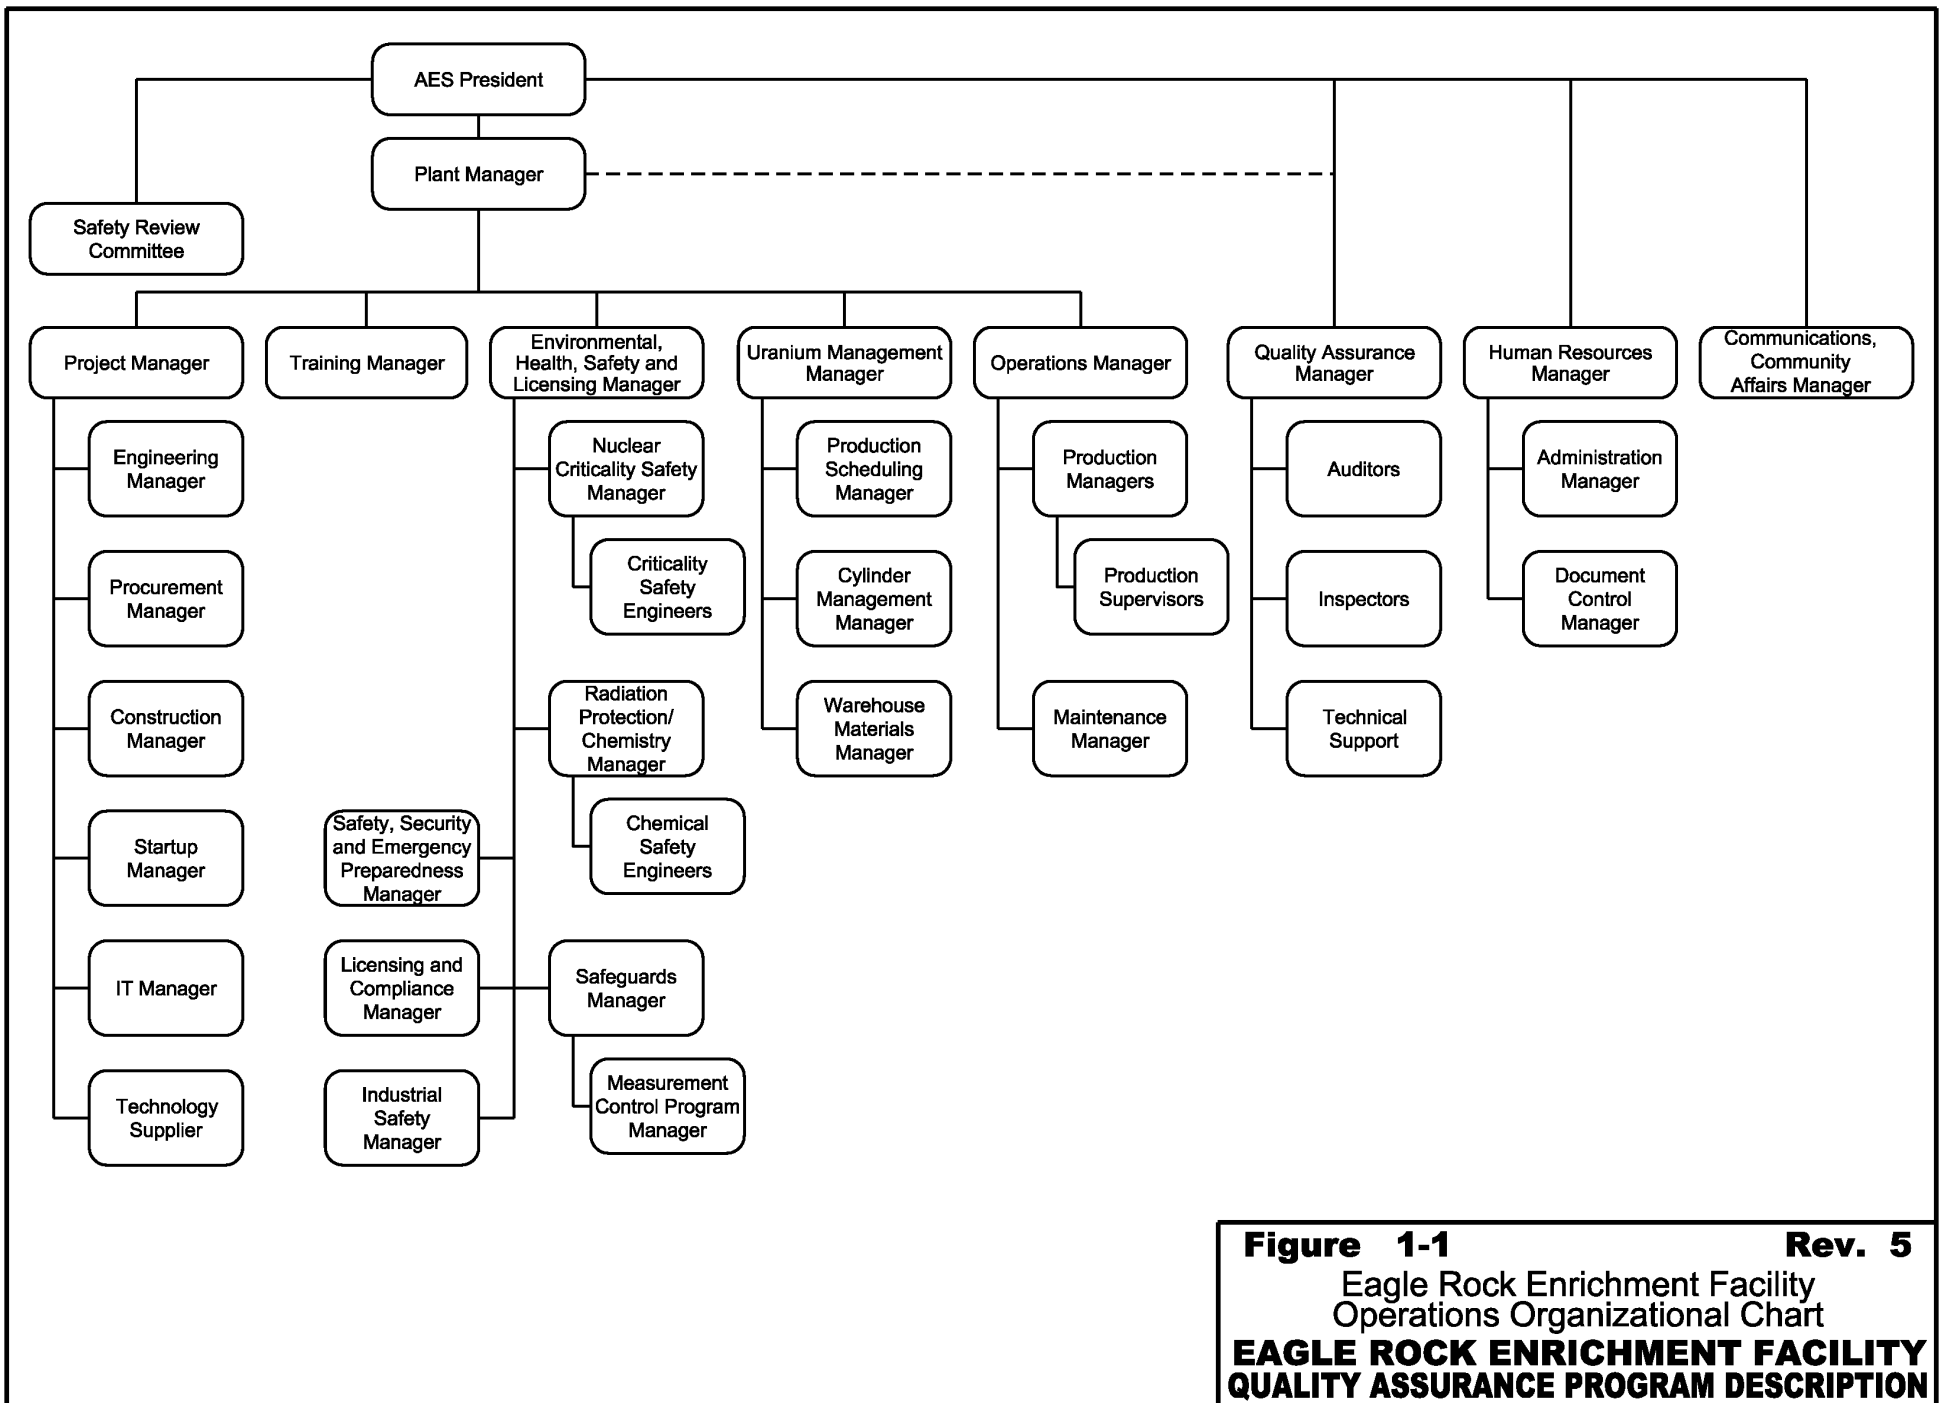 AES President
Plant Manager
Safety Review
Committee
Project Manager
Training Manager
Environmental,
Health, Safety and
Licensing Manager
Uranium Management
Manager
Operations Manager
Quality Assurance
Manager
Human Resources
Manager
Communications,
Community
Affairs Manager
Engineering
Manager
Procurement
Manager
Construction
Manager
Startup
Manager
IT Manager
Technology
Supplier
Nuclear
Criticality Safety
Manager
Criticality
Safety
Engineers
Radiation
Protection/
Chemistry
Manager
Chemical
Safety
Engineers
Safety, Security
and Emergency
Preparedness
Manager
Licensing and
Compliance
Manager
Safeguards
Manager
Industrial
Safety
Manager
Measurement
Control Program
Manager
Production
Scheduling
Manager
Cylinder
Management
Manager
Warehouse
Materials
Manager
Production
Managers
Production
Supervisors
Maintenance
Manager
Auditors
Inspectors
Technical
Support
Administration
Manager
Document
Control
Manager
Figure 1-1 Rev. 5
Eagle Rock Enrichment Facility
Operations Organizational Chart
EAGLE ROCK ENRICHMENT FACILITY
QUALITY ASSURANCE PROGRAM DESCRIPTION